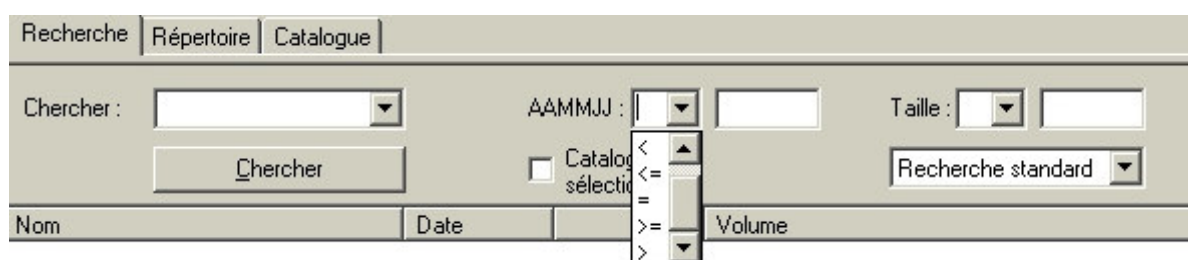 Recherche Répertoire Catalogue
Chercher : AAMMJJ : Taille :
<
<=
=
>=
>
Chercher
Recherche standard
Nom Date Volume